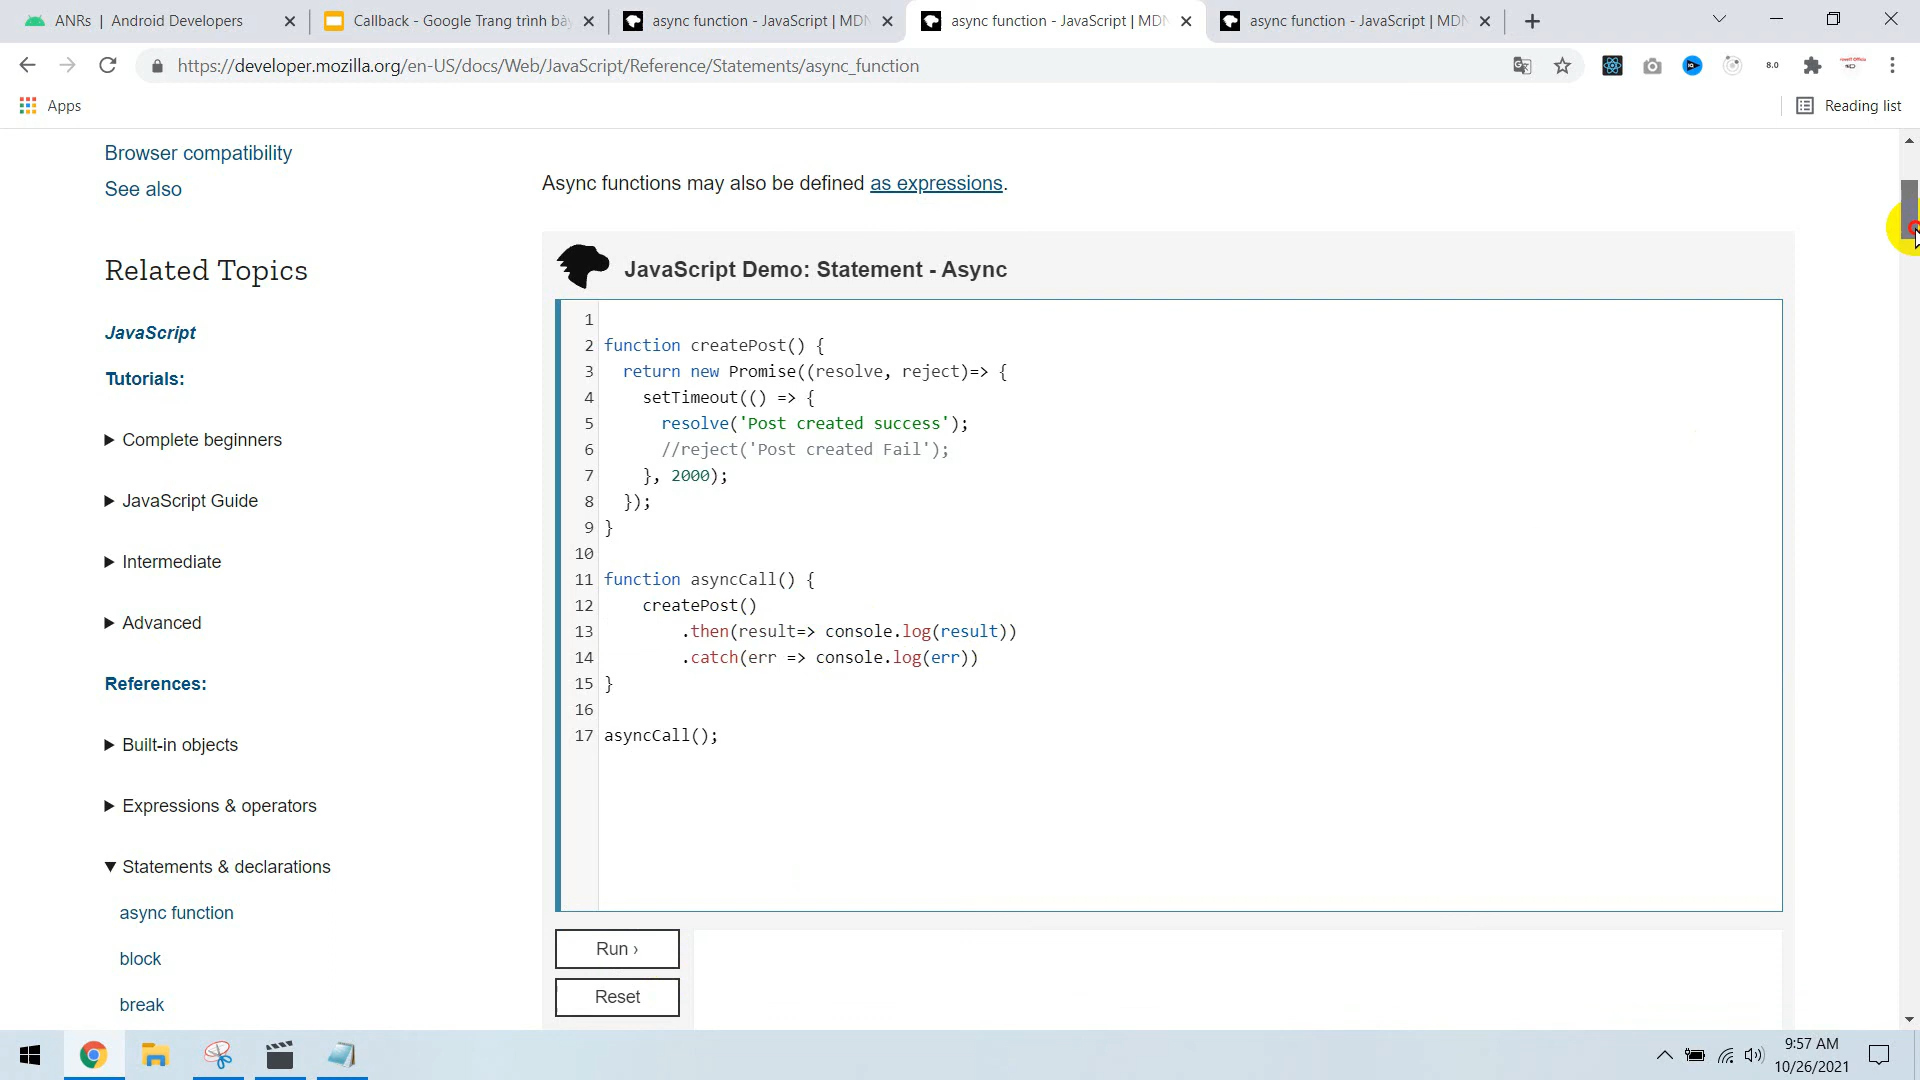 ANRs | Android Developers
Callback - Google Trang trình bày
async function - JavaScript | MDN
async function - JavaScript | MDN
async function - JavaScript | MDN
https://developer.mozilla.org/en-US/docs/Web/JavaScript/Reference/Statements/async_function
8.0
Apps
Reading list
Browser compatibility
See also
Related Topics
JavaScript
Tutorials:
Complete beginners
JavaScript Guide
Intermediate
Advanced
References:
Built-in objects
Expressions & operators
Statements & declarations
async function
block
break
Async functions may also be defined as expressions.
JavaScript Demo: Statement - Async
1
2 function createPost() {
3 return new Promise((resolve, reject)=> {
4 setTimeout(() => {
5 resolve('Post created success');
6 //reject('Post created Fail');
7 }, 2000);
8 });
9 }
10
11 function asyncCall() {
12 createPost()
13 .then(result=> console.log(result))
14 .catch(err => console.log(err))
15 }
16
17 asyncCall();
Run ›
Reset
9:57 AM
10/26/2021